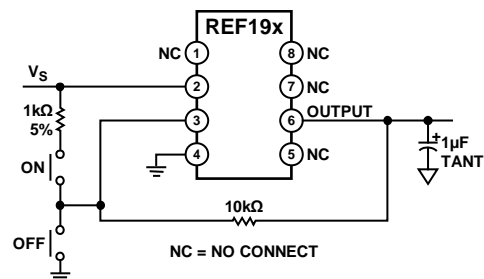 REF19x
NC 1
8 NC
V_S
2
7 NC
1kΩ
5%
3
6 OUTPUT
1µF
TANT
+
4
5 NC
ON
10kΩ
OFF
NC = NO CONNECT